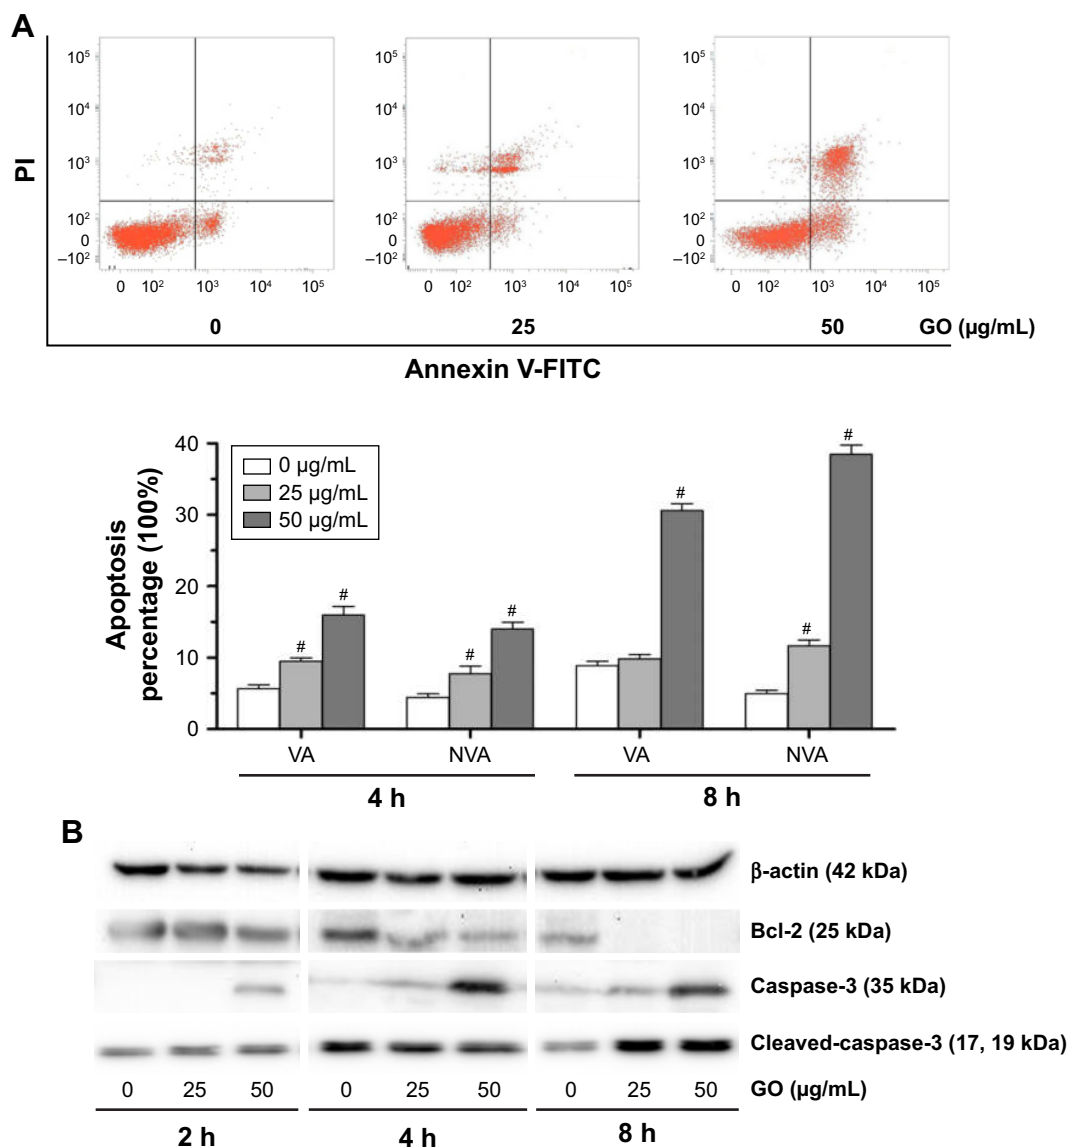 A
PI
10⁵
10⁴
10³
10²
0
–10²
0 10² 10³ 10⁴ 10⁵
10⁵
10⁴
10³
10²
0
–10²
0 10² 10³ 10⁴ 10⁵
10⁵
10⁴
10³
10²
0
–10²
0 10² 10³ 10⁴ 10⁵
0 25 50 GO (µg/mL)
Annexin V-FITC
Apoptosis
percentage (100%)
40
30
20
10
0
0 µg/mL
25 µg/mL
50 µg/mL
# # # # # # #
VA NVA VA NVA
4 h 8 h
B
β-actin (42 kDa)
Bcl-2 (25 kDa)
Caspase-3 (35 kDa)
Cleaved-caspase-3 (17, 19 kDa)
0 25 50 0 25 50 0 25 50 GO (µg/mL)
2 h 4 h 8 h